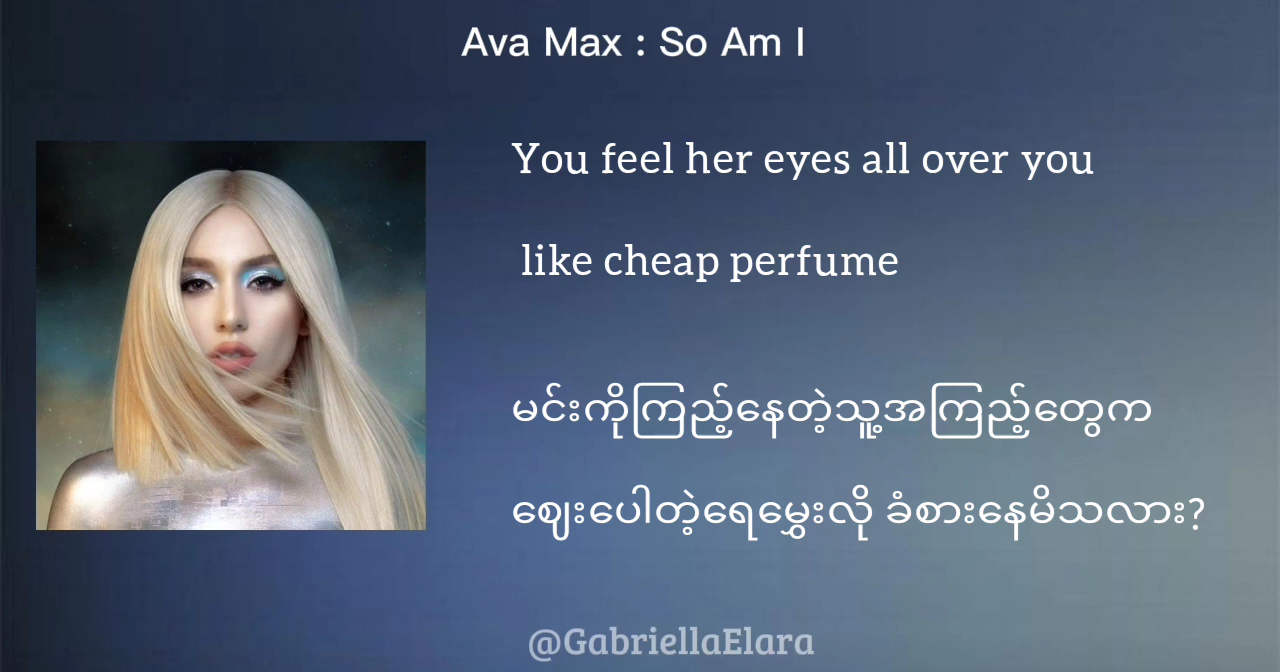 Ava Max : So Am I
You feel her eyes all over you
like cheap perfume
မင်းကိုကြည့်နေတဲ့သူ့အကြည့်တွေက
ဈေးပေါတဲ့ရေမွှေးလို ခံစားနေမိသလား?
@GabriellaElara